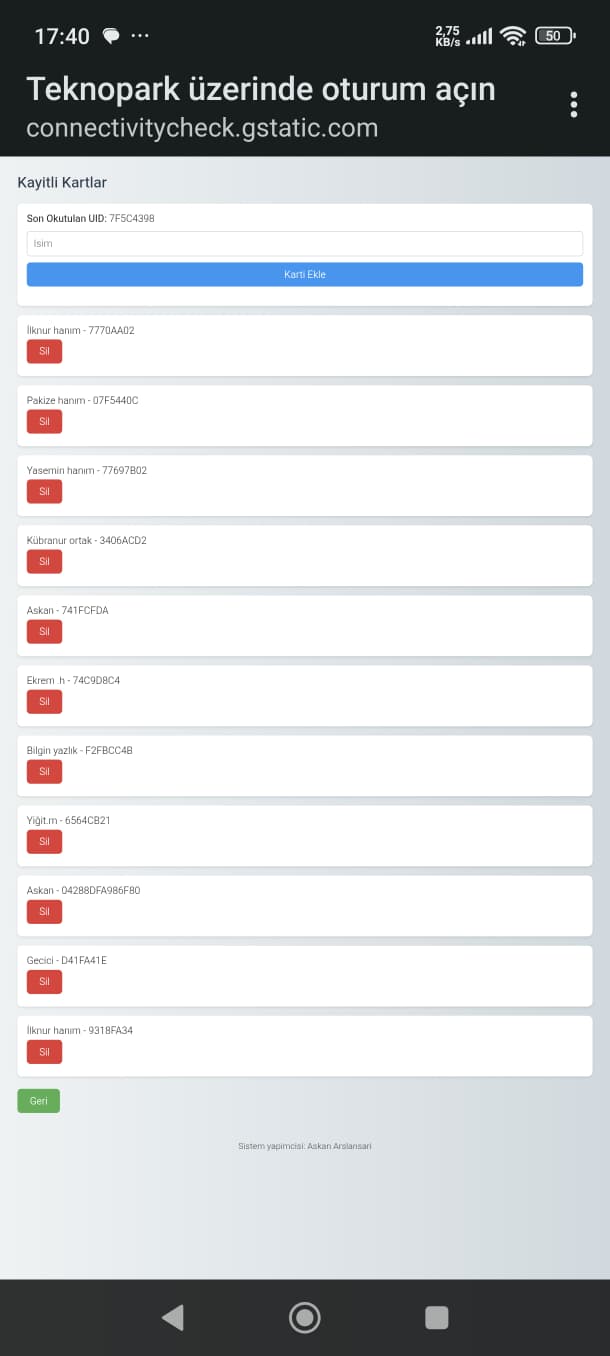 17:40
2,75
KB/s
50
Teknopark üzerinde oturum açın
connectivitycheck.gstatic.com
Kayitli Kartlar
Son Okutulan UID: 7F5C4398
Isim
Karti Ekle
İlknur hanım - 7770AA02
Sil
Pakize hanım - 07F5440C
Sil
Yasemin hanım - 77697B02
Sil
Kübranur ortak - 3406ACD2
Sil
Askan - 741FCFDA
Sil
Ekrem .h - 74C9D8C4
Sil
Bilgin yazlık - F2FBCC4B
Sil
Yiğit.m - 6564CB21
Sil
Askan - 04288DFA986F80
Sil
Gecici - D41FA41E
Sil
İlknur hanım - 9318FA34
Sil
Geri
Sistem yapimcisi: Askan Arslansari